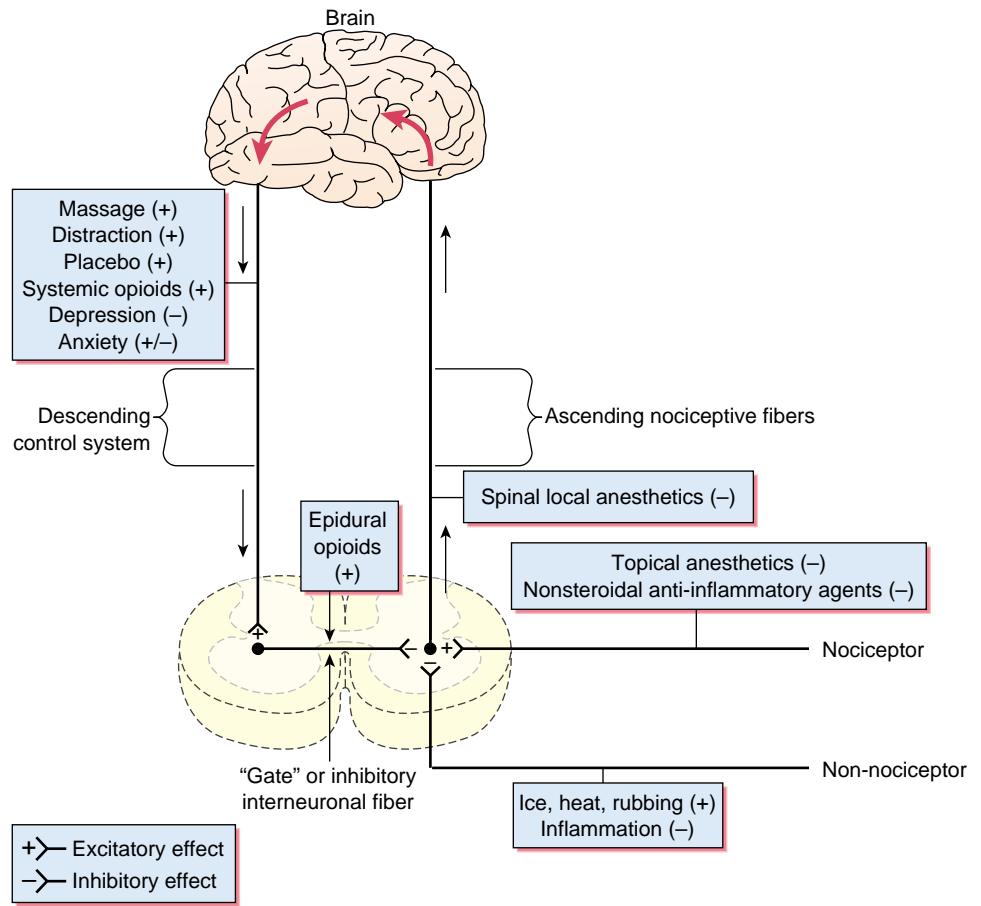 Brain
Massage (+)
Distraction (+)
Placebo (+)
Systemic opioids (+)
Depression (–)
Anxiety (+/–)
Descending
control system
Ascending nociceptive fibers
Spinal local anesthetics (–)
Epidural
opioids
(+)
Topical anesthetics (–)
Nonsteroidal anti-inflammatory agents (–)
+
– +
–
Nociceptor
Non-nociceptor
“Gate” or inhibitory
interneuronal fiber
Ice, heat, rubbing (+)
Inflammation (–)
+ Excitatory effect
– Inhibitory effect